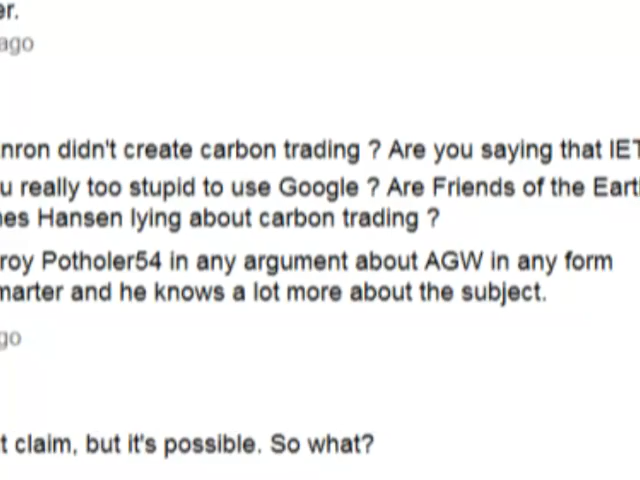 er.
ago
nron didn't create carbon trading ? Are you saying that IET
u really too stupid to use Google ? Are Friends of the Eart
nes Hansen lying about carbon trading ?
roy Potholer54 in any argument about AGW in any form
marter and he knows a lot more about the subject.
go
t claim, but it's possible. So what?